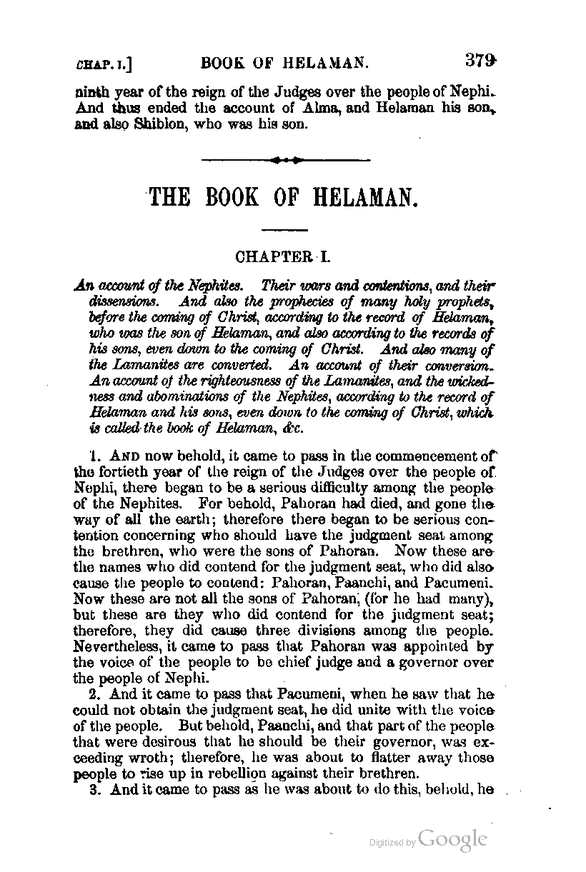 CHAP. I.] BOOK OF HELAMAN. 379
ninth year of the reign of the Judges over the people of Nephi.
And thus ended the account of Alma, and Helaman his son,
and also Shiblon, who was his son.
THE BOOK OF HELAMAN.
CHAPTER I.
An account of the Nephites. Their wars and contentions, and their
dissensions. And also the prophecies of many holy prophets,
before the coming of Christ, according to the record of Helaman,
who was the son of Helaman, and also according to the records of
his sons, even down to the coming of Christ. And also many of
the Lamanites are converted. An account of their conversion.
An account of the righteousness of the Lamanites, and the wicked-
ness and abominations of the Nephites, according to the record of
Helaman and his sons, even down to the coming of Christ, which
is called the book of Helaman, &c.
1. AND now behold, it came to pass in the commencement of
the fortieth year of the reign of the Judges over the people of
Nephi, there began to be a serious difficulty among the people
of the Nephites. For behold, Pahoran had died, and gone the
way of all the earth; therefore there began to be serious con-
tention concerning who should have the judgment seat among
the brethren, who were the sons of Pahoran. Now these are
the names who did contend for the judgment seat, who did also
cause the people to contend: Pahoran, Paanchi, and Pacumeni.
Now these are not all the sons of Pahoran, (for he had many),
but these are they who did contend for the judgment seat;
therefore, they did cause three divisions among the people.
Nevertheless, it came to pass that Pahoran was appointed by
the voice of the people to be chief judge and a governor over
the people of Nephi.
2. And it came to pass that Pacumeni, when he saw that he
could not obtain the judgment seat, he did unite with the voice
of the people. But behold, Paanchi, and that part of the people
that were desirous that he should be their governor, was ex-
ceeding wroth; therefore, he was about to flatter away those
people to rise up in rebellion against their brethren.
3. And it came to pass as he was about to do this, behold, he
Digitized by Google